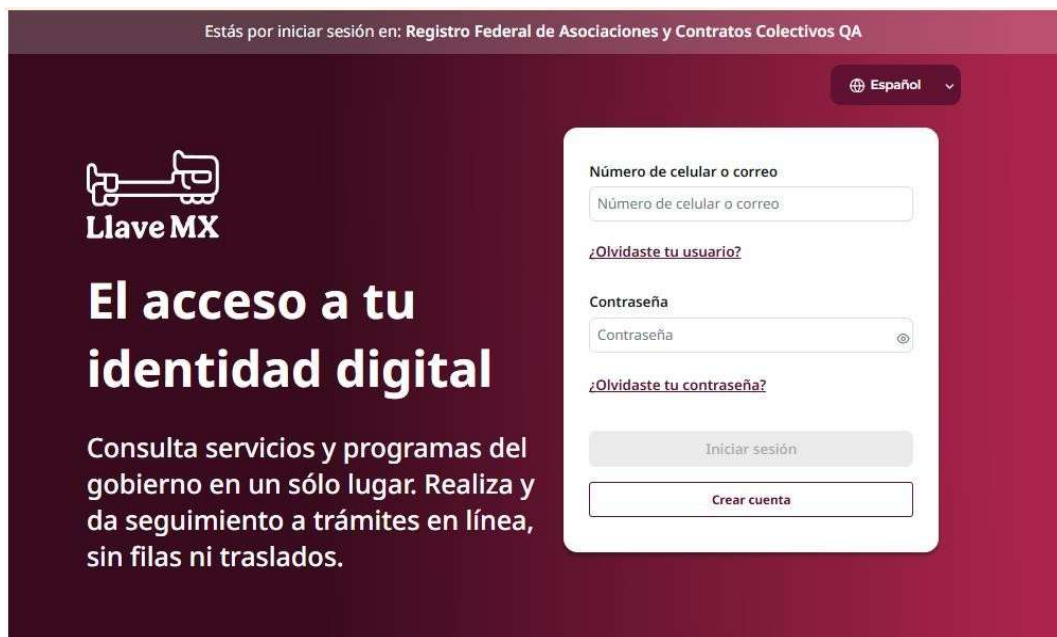 Estás por iniciar sesión en: Registro Federal de Asociaciones y Contratos Colectivos QA
Español
Llave MX
El acceso a tu
identidad digital
Consulta servicios y programas del
gobierno en un sólo lugar. Realiza y
da seguimiento a trámites en línea,
sin filas ni traslados.
Número de celular o correo
Número de celular o correo
¿Olvidaste tu usuario?
Contraseña
Contraseña
¿Olvidaste tu contraseña?
Iniciar sesión
Crear cuenta